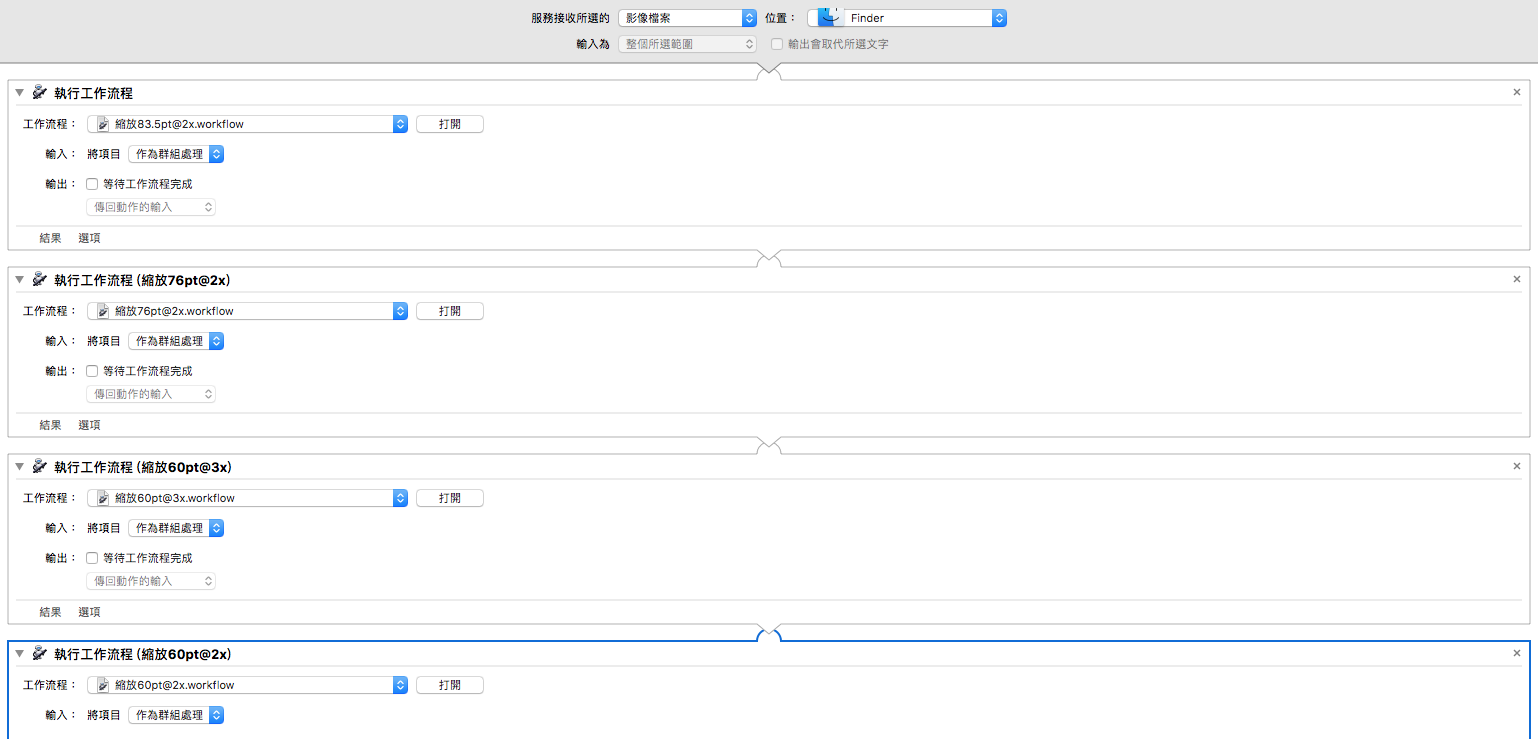 服務接收所選的 影像檔案 位置： Finder
輸入為 整個所選範圍 輸出會取代所選文字
執行工作流程
工作流程： 縮放83.5pt@2x.workflow 打開
輸入： 將項目 作為群組處理
輸出： 等待工作流程完成
傳回動作的輸入
結果 選項
執行工作流程 (縮放76pt@2x)
工作流程： 縮放76pt@2x.workflow 打開
輸入： 將項目 作為群組處理
輸出： 等待工作流程完成
傳回動作的輸入
結果 選項
執行工作流程 (縮放60pt@3x)
工作流程： 縮放60pt@3x.workflow 打開
輸入： 將項目 作為群組處理
輸出： 等待工作流程完成
傳回動作的輸入
結果 選項
執行工作流程 (縮放60pt@2x)
工作流程： 縮放60pt@2x.workflow 打開
輸入： 將項目 作為群組處理